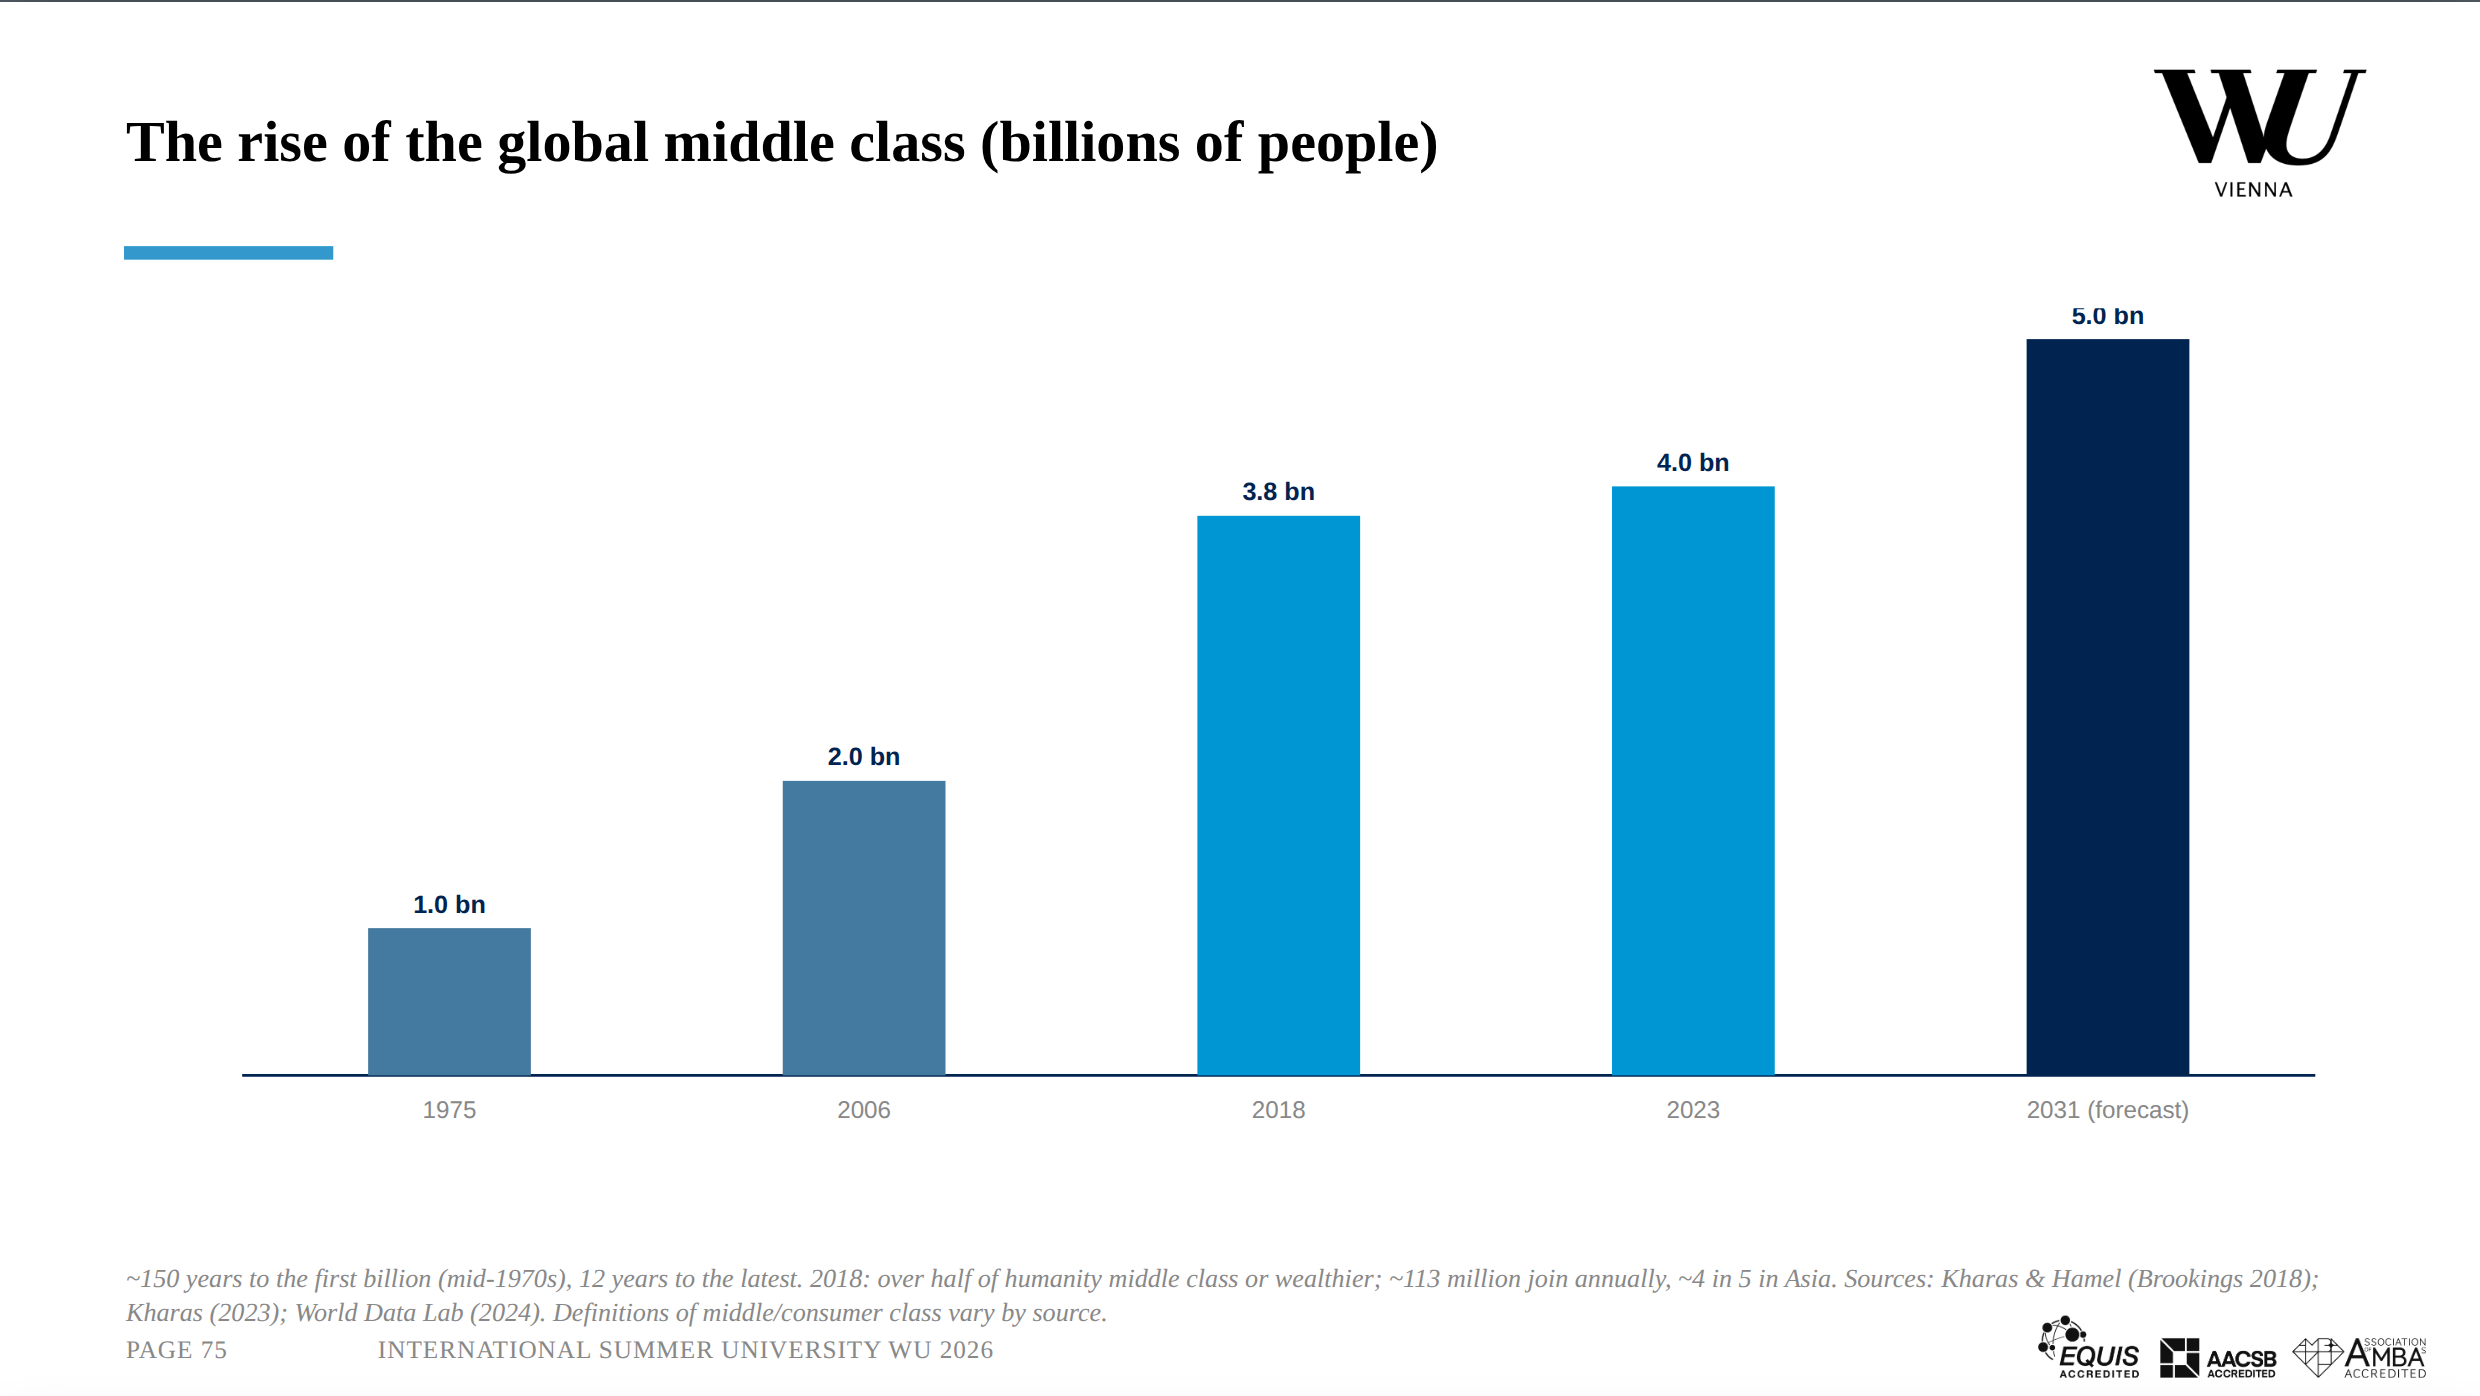 The rise of the global middle class (billions of people)
WU
VIENNA
5.0 bn
4.0 bn
3.8 bn
2.0 bn
1.0 bn
1975
2006
2018
2023
2031 (forecast)
~150 years to the first billion (mid-1970s), 12 years to the latest. 2018: over half of humanity middle class or wealthier; ~113 million join annually, ~4 in 5 in Asia. Sources: Kharas & Hamel (Brookings 2018);
Kharas (2023); World Data Lab (2024). Definitions of middle/consumer class vary by source.
PAGE 75
INTERNATIONAL SUMMER UNIVERSITY WU 2026
EQUIS
ACCREDITED
AACSB
ACCREDITED
ASSOCIATION
OF
AMBAS
ACCREDITED